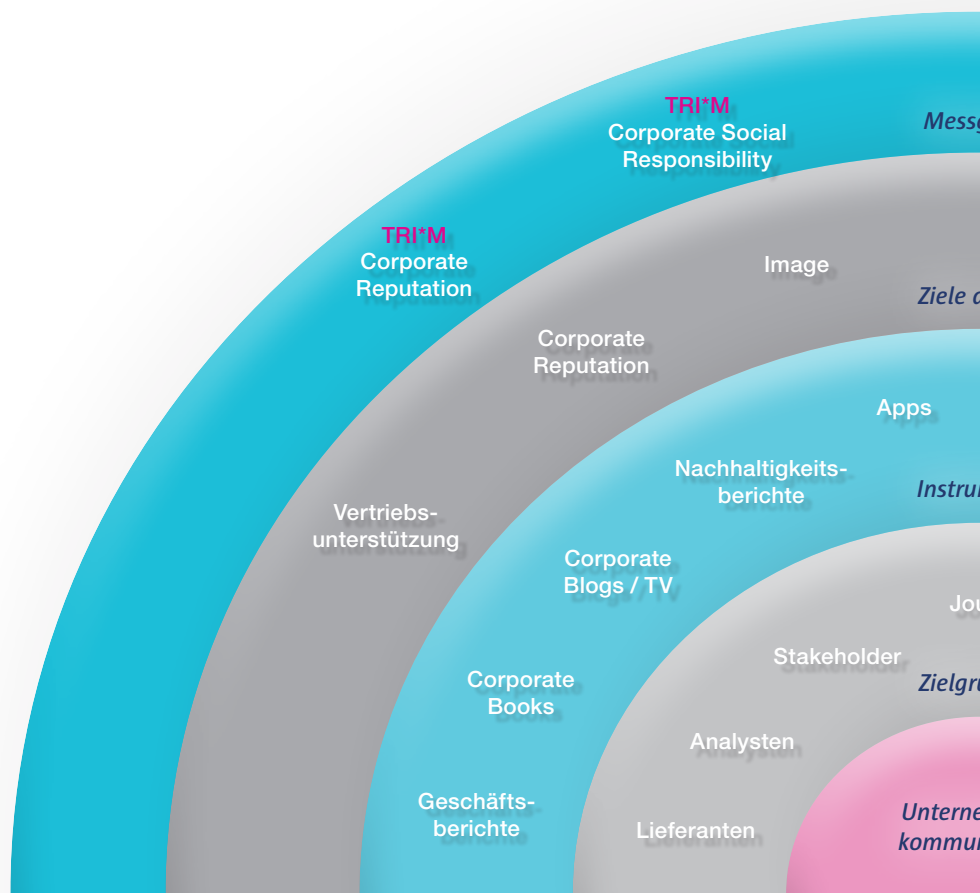 TRI*M
Corporate Social
Responsibility
TRI*M
Corporate
Reputation
Image
Ziele
Corporate
Reputation
Apps
Nachhaltigkeits-
berichte
Vertriebs-
unterstützung
Corporate
Blogs / TV
Stakeholder
Corporate
Books
Analysten
Geschäfts-
berichte
Lieferanten